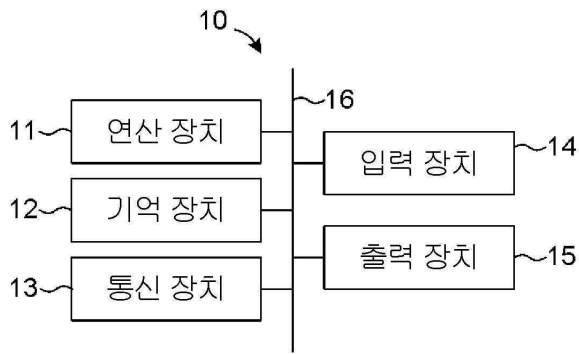 10
16
11 연산 장치
입력 장치 14
12 기억 장치
출력 장치 15
13 통신 장치